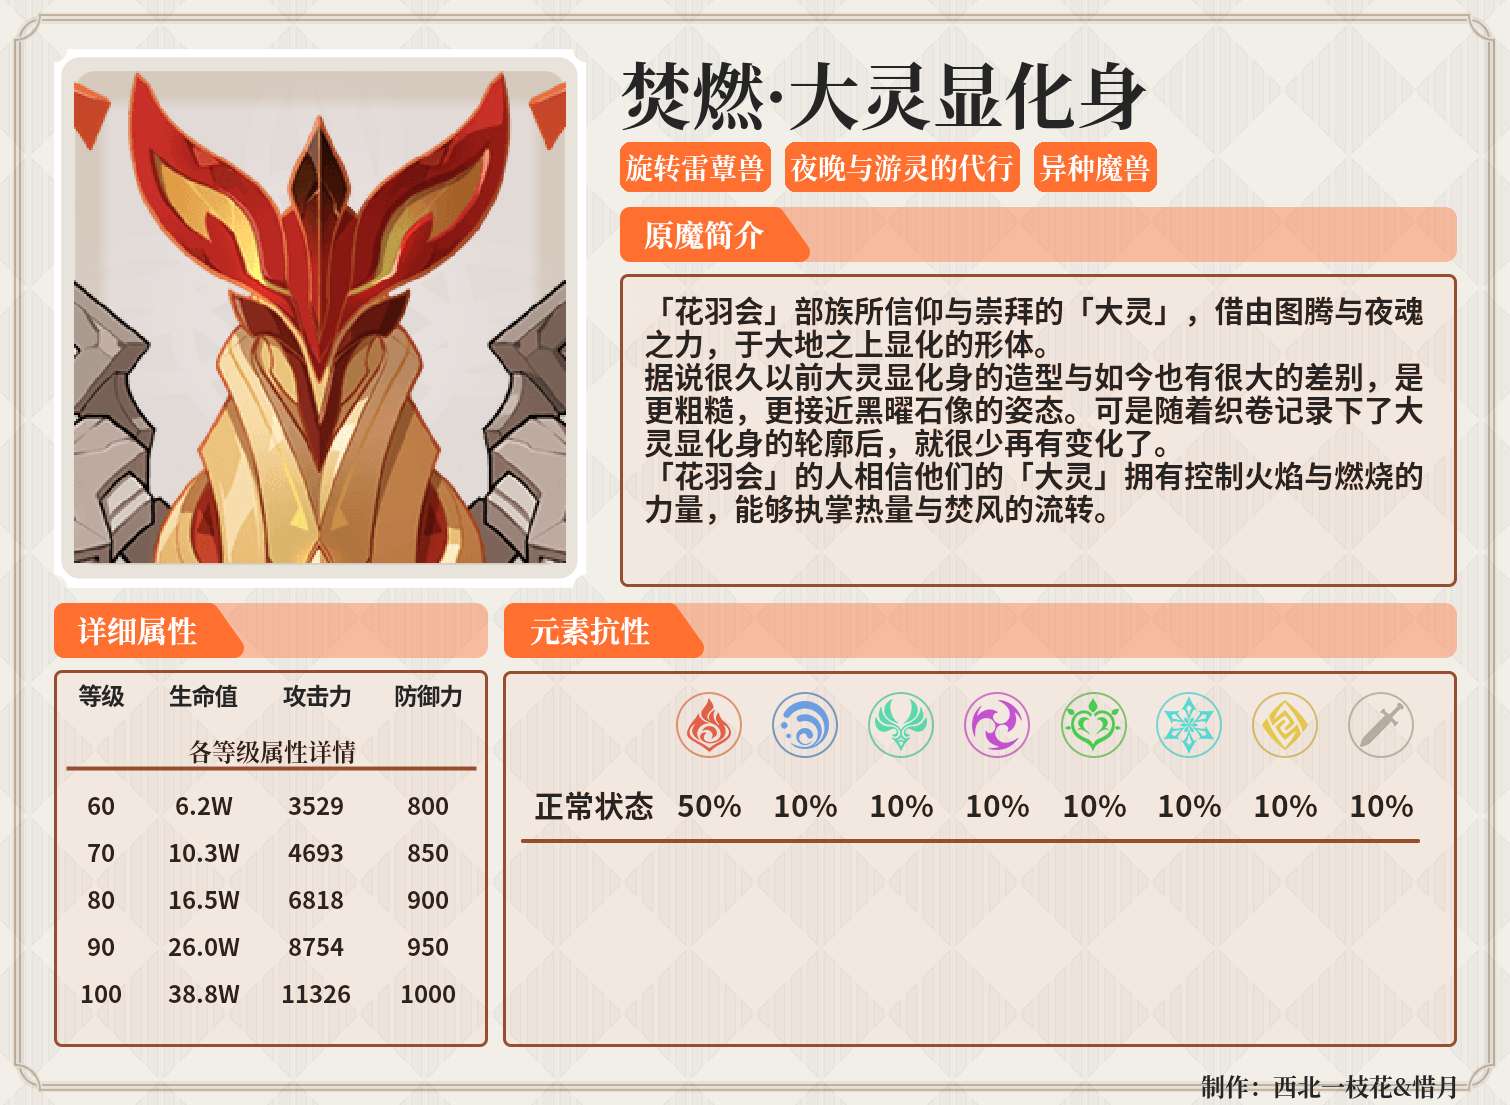 焚燃·大灵显化身
旋转雷蕈兽 夜晚与游灵的代行 异种魔兽
原魔简介
「花羽会」部族所信仰与崇拜的「大灵」，借由图腾与夜魂
之力，于大地之上显化的形体。
据说很久以前大灵显化身的造型与如今也有很大的差别，是
更粗糙，更接近黑曜石像的姿态。可是随着织卷记录下了大
灵显化身的轮廓后，就很少再有变化了。
「花羽会」的人相信他们的「大灵」拥有控制火焰与燃烧的
力量，能够执掌热量与焚风的流转。
详细属性
等级 生命值 攻击力 防御力
各等级属性详情
60 6.2W 3529 800
70 10.3W 4693 850
80 16.5W 6818 900
90 26.0W 8754 950
100 38.8W 11326 1000
元素抗性
正常状态 50% 10% 10% 10% 10% 10% 10% 10%
制作：西北一枝花&惜月